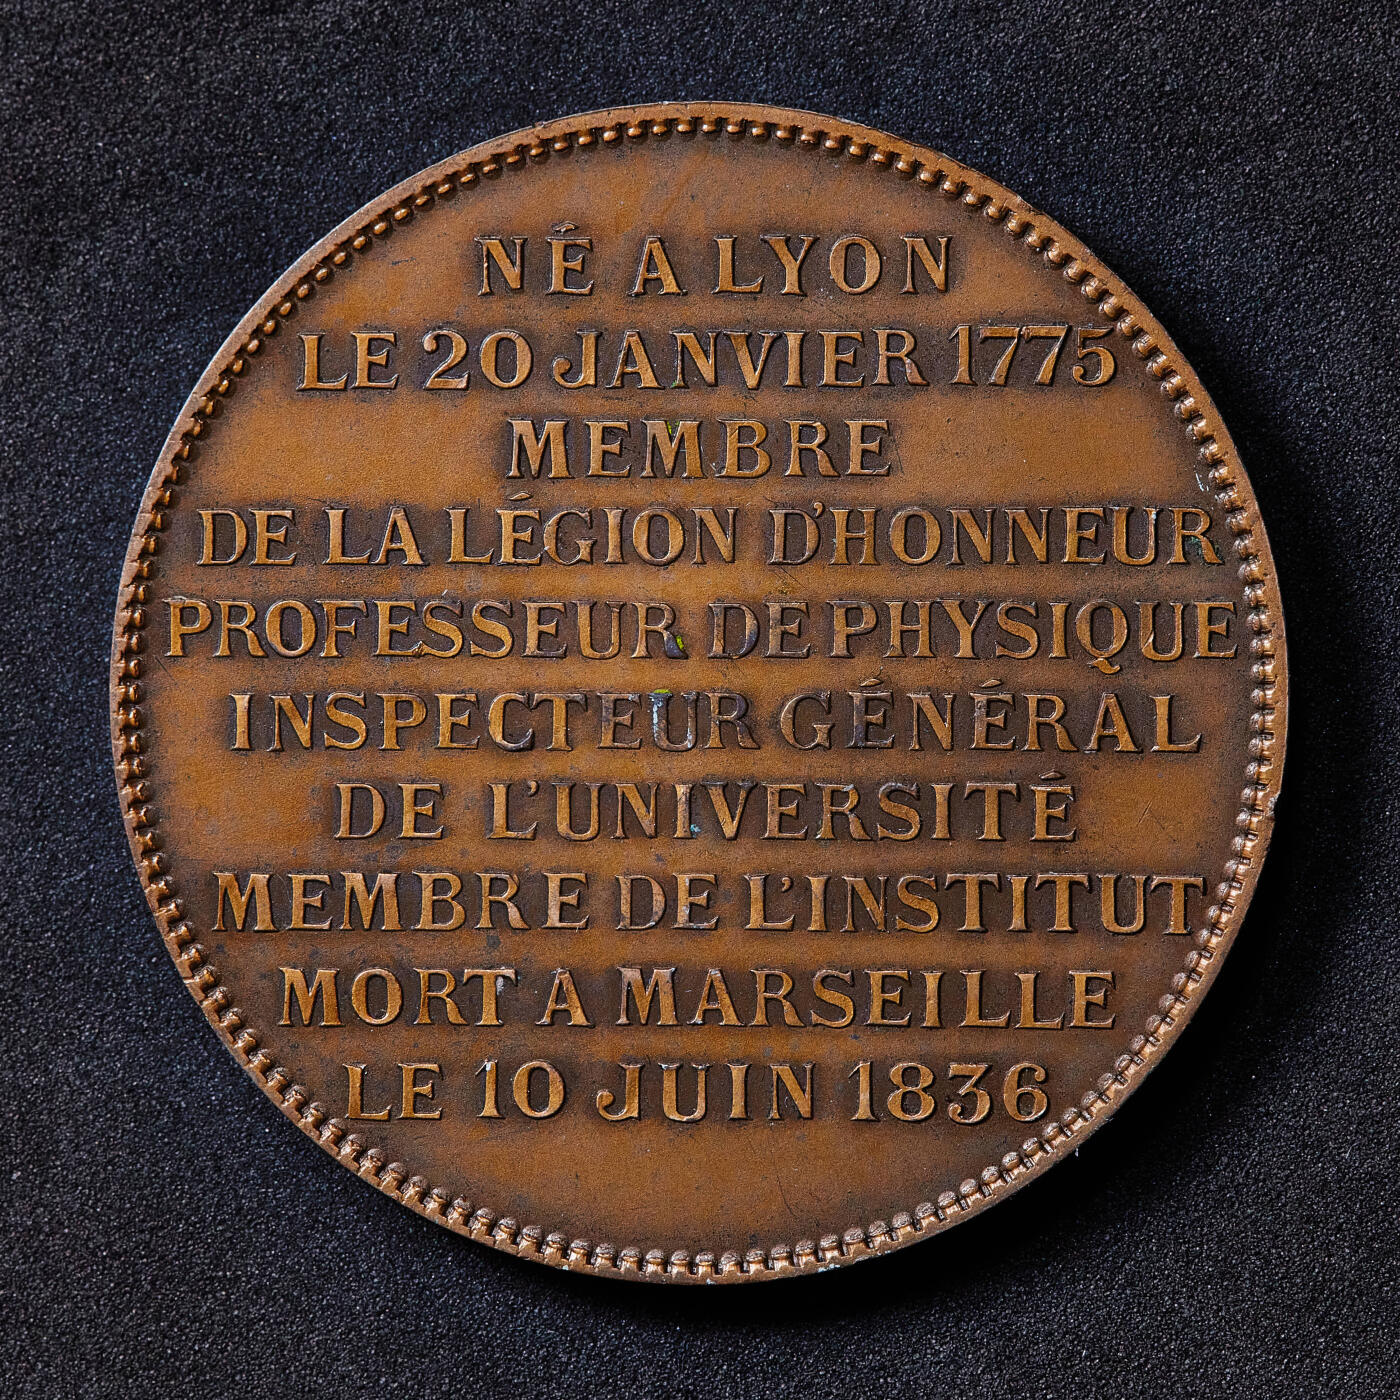 NÉ A LYON
LE 20 JANVIER 1775
MEMBRE
DE LA LÉGION D'HONNEUR
PROFESSEUR DE PHYSIQUE
INSPECTEUR GÉNÉRAL
DE L'UNIVERSITÉ
MEMBRE DE L'INSTITUT
MORT A MARSEILLE
LE 10 JUIN 1836